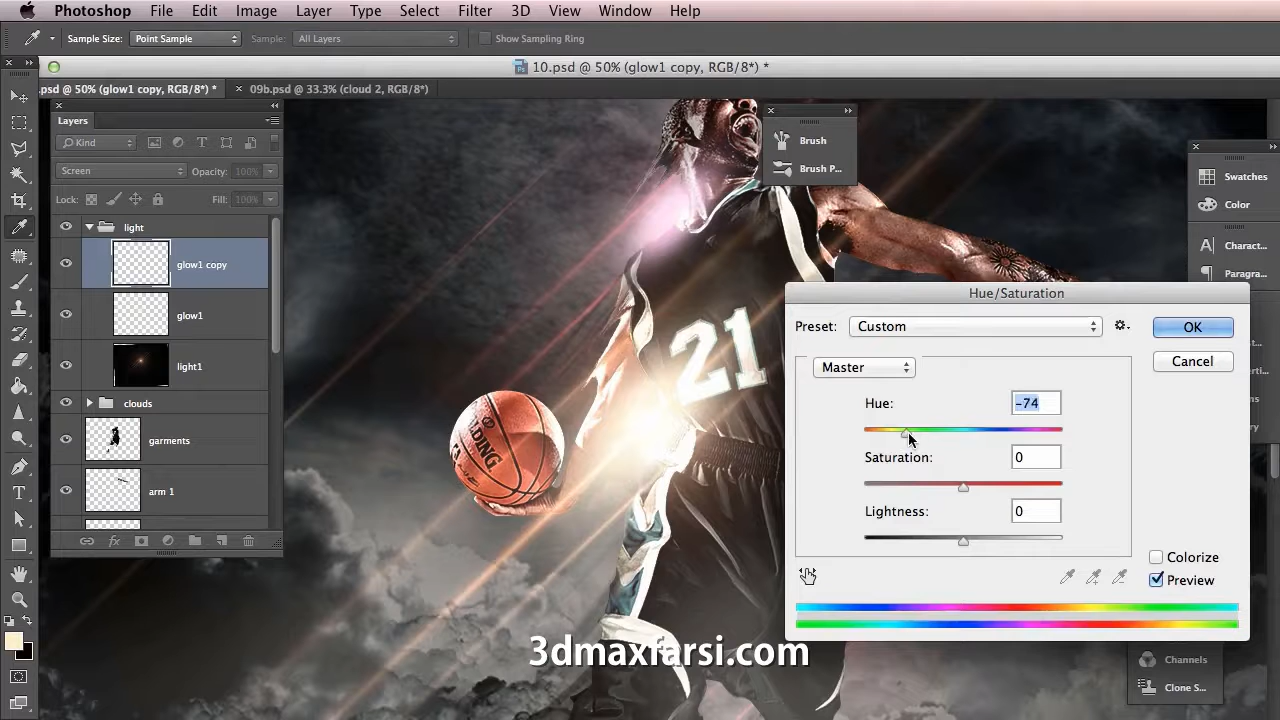 Photoshop File Edit Image Layer Type Select Filter 3D View Window Help
Sample Size: Point Sample Sample: All Layers Show Sampling Ring
10.psd @ 50% (glow1 copy, RGB/8*) *
.psd @ 50% (glow1 copy, RGB/8*) * 09b.psd @ 33.3% (cloud 2, RGB/8*)
Layers
Kind
Screen Opacity: 100%
Lock: Fill: 100%
light
glow1 copy
glow1
light1
clouds
garments
arm 1
fx
Brush
Brush P...
Swatches
Color
Charact...
Paragra...
21
SPALDING
Hue/Saturation
Preset: Custom
OK
Cancel
Master
Hue: -74
Saturation: 0
Lightness: 0
Colorize
Preview
3dmaxfarsi.com
Channels
Clone S...